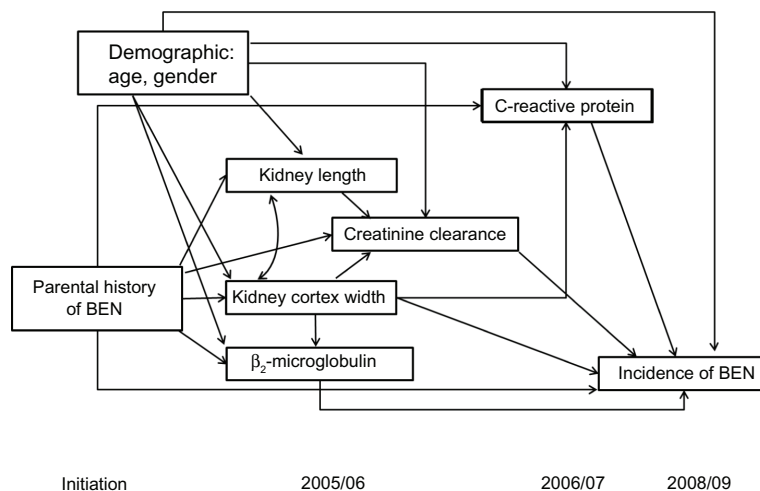 Demographic:
age, gender
C-reactive protein
Kidney length
Creatinine clearance
Parental history
of BEN
Kidney cortex width
β₂-microglobulin
Incidence of BEN
Initiation
2005/06
2006/07
2008/09